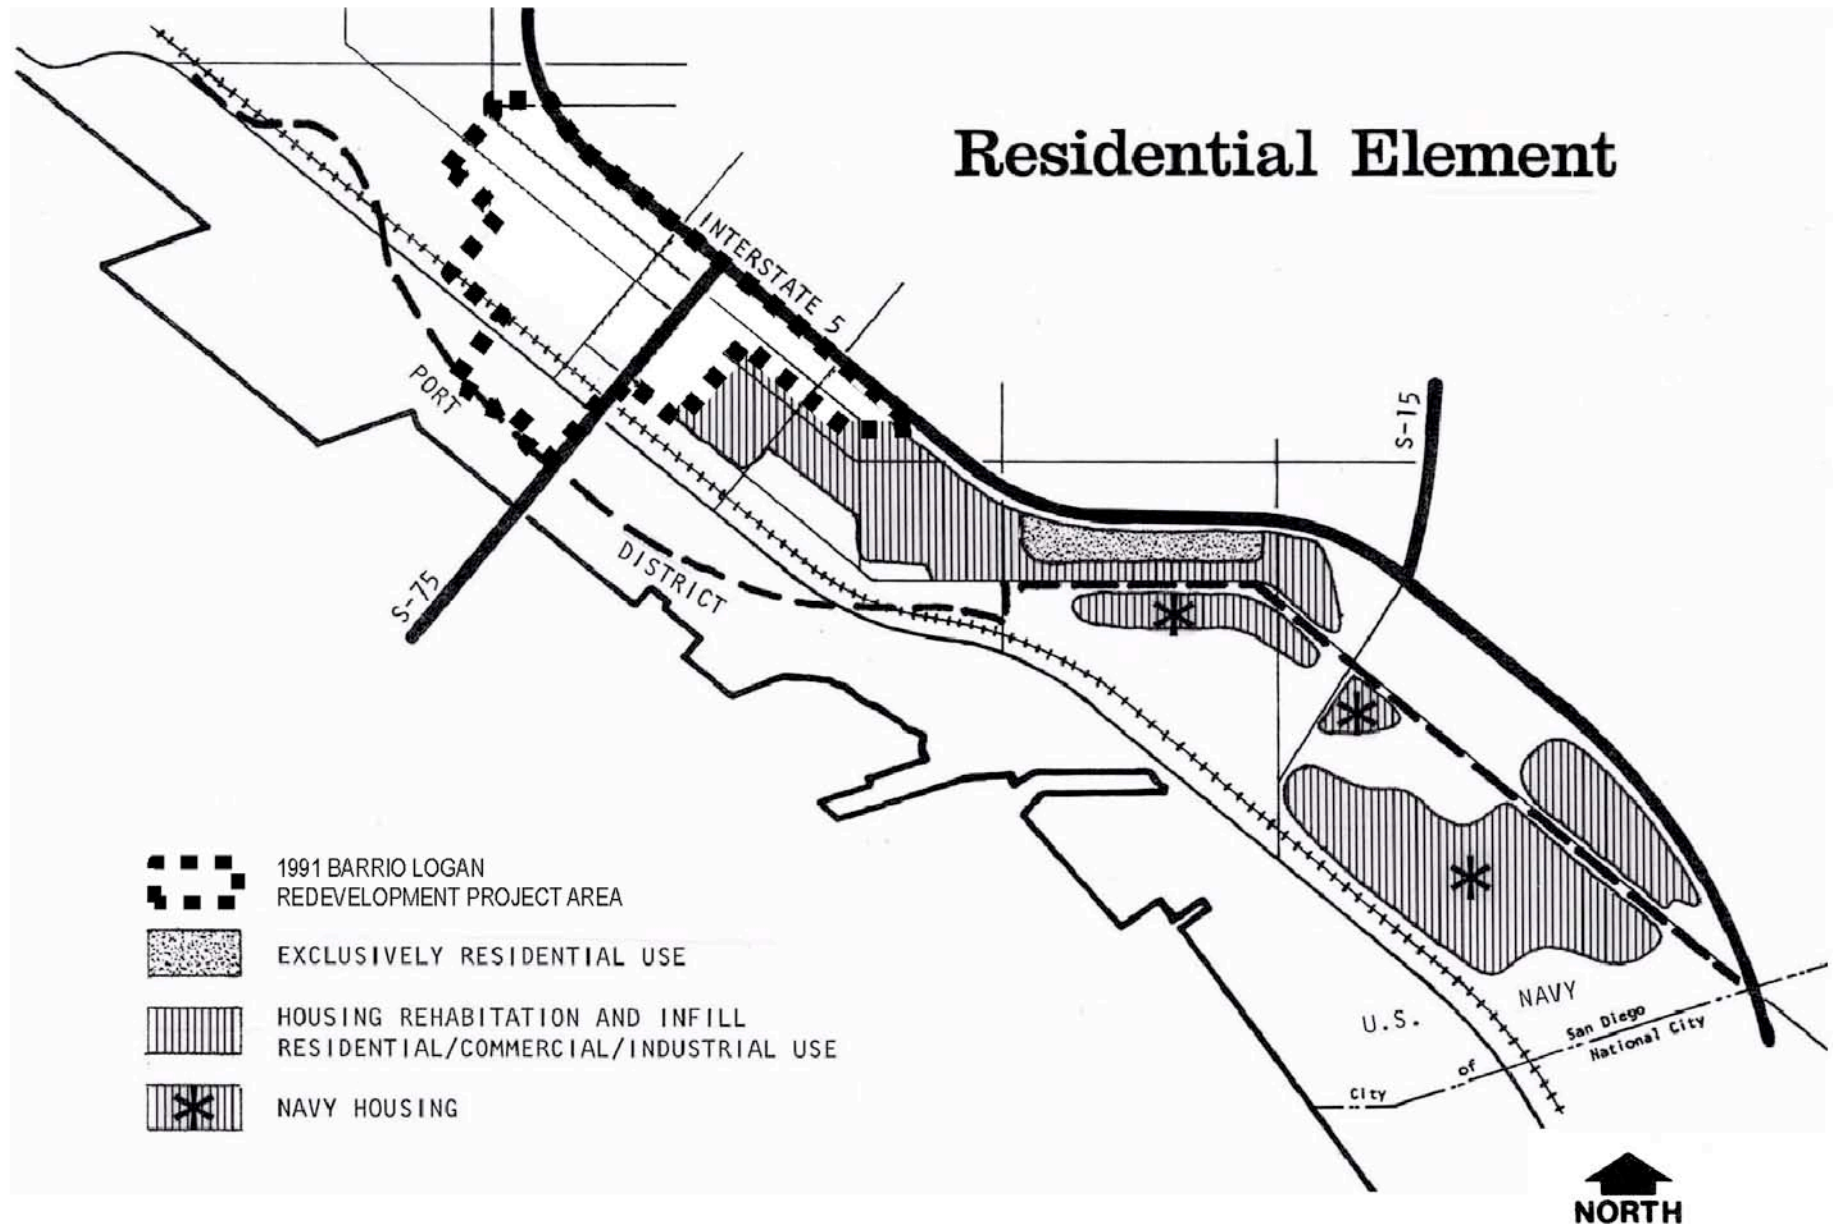 Residential Element
INTERSTATE 5
S-15
PORT
DISTRICT
S-75
1991 BARRIO LOGAN
REDEVELOPMENT PROJECT AREA
EXCLUSIVELY RESIDENTIAL USE
HOUSING REHABITATION AND INFILL
RESIDENTIAL/COMMERCIAL/INDUSTRIAL USE
NAVY HOUSING
U.S. NAVY
City of San Diego
National City
NORTH